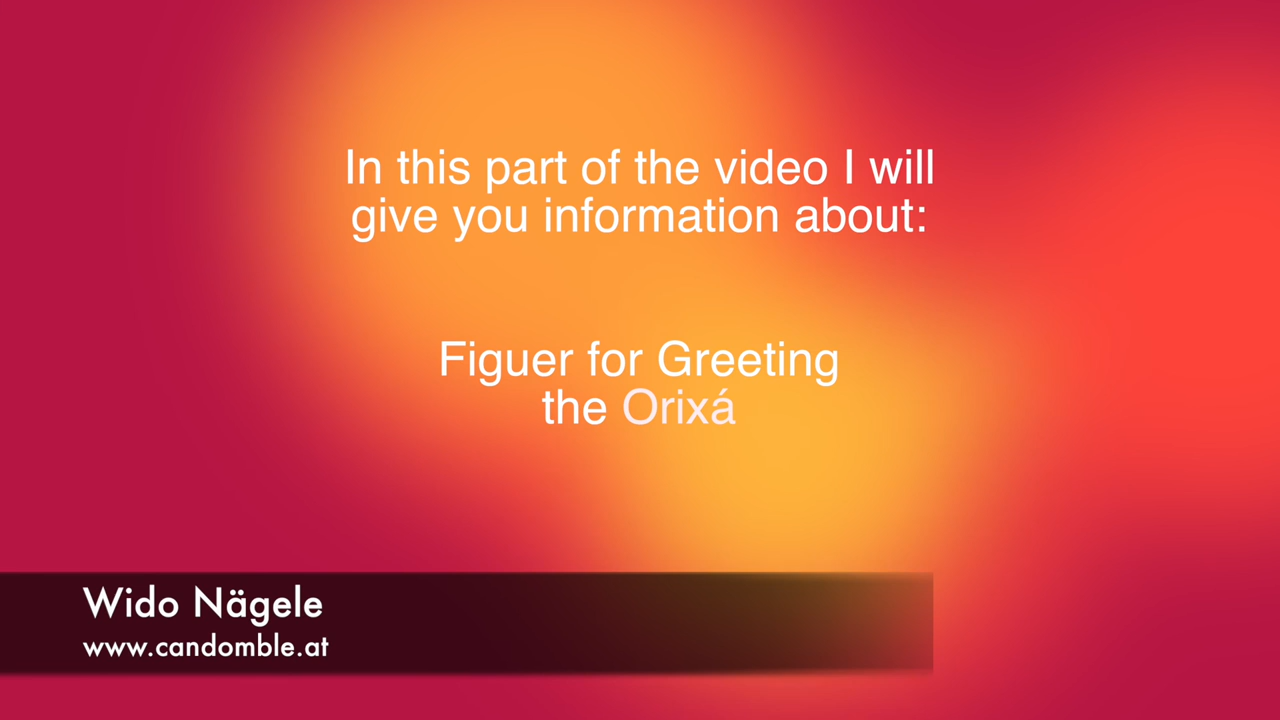 In this part of the video I will
give you information about:
Figuer for Greeting
the Orixá
Wido Nägele
www.candomble.at